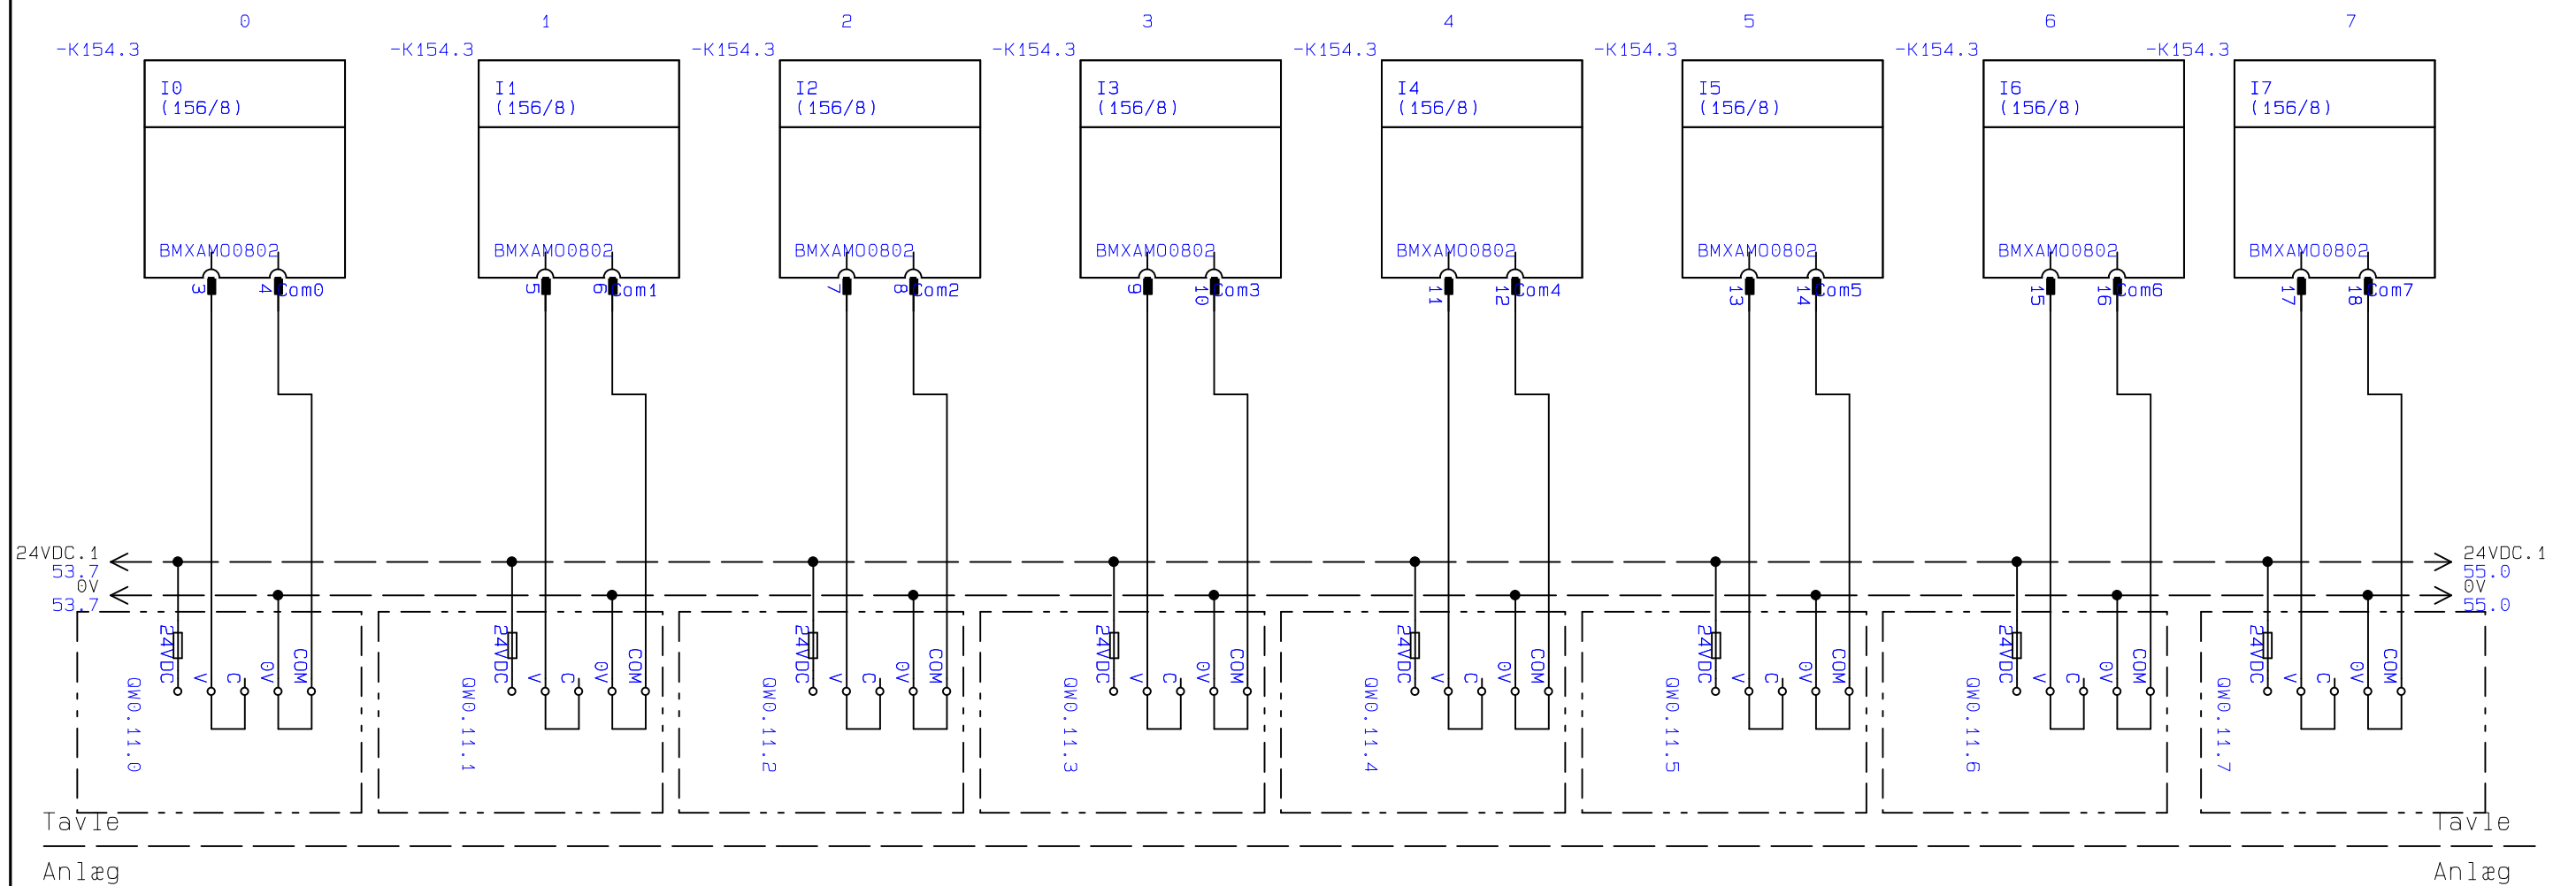 0 1 2 3 4 5 6 7
-K154.3 -K154.3 -K154.3 -K154.3 -K154.3 -K154.3 -K154.3 -K154.3
I0 I1 I2 I3 I4 I5 I6 I7
(156/8) (156/8) (156/8) (156/8) (156/8) (156/8) (156/8) (156/8)
BMXAMO0802 BMXAMO0802 BMXAMO0802 BMXAMO0802 BMXAMO0802 BMXAMO0802 BMXAMO0802 BMXAMO0802
3 4 Com0 5 6 Com1 7 8 Com2 9 10 Com3 11 12 Com4 13 14 Com5 15 16 Com6 17 18 Com7
24VDC.1 24VDC.1
53.7 55.0
0V 0V
53.7 55.0
24VDC V C 0V COM 24VDC V C 0V COM 24VDC V C 0V COM 24VDC V C 0V COM 24VDC V C 0V COM 24VDC V C 0V COM 24VDC V C 0V COM 24VDC V C 0V COM
QW0.11.0 QW0.11.1 QW0.11.2 QW0.11.3 QW0.11.4 QW0.11.5 QW0.11.6 QW0.11.7
Tavle Tavle
Anlæg Anlæg